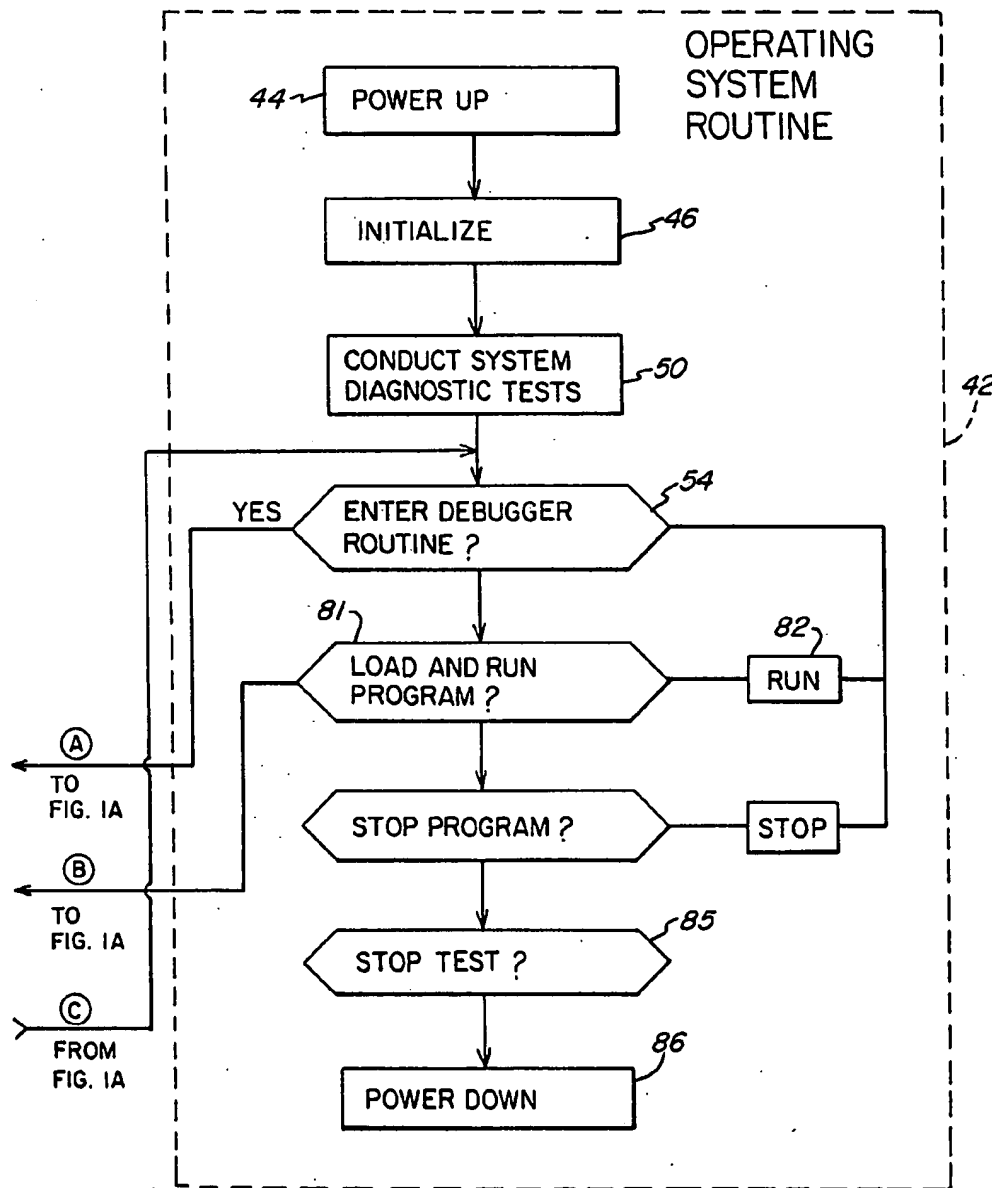 OPERATING
SYSTEM
ROUTINE
44
POWER UP
INITIALIZE
46
CONDUCT SYSTEM
DIAGNOSTIC TESTS
50
42
54
YES
ENTER DEBUGGER
ROUTINE ?
81
LOAD AND RUN
PROGRAM ?
82
RUN
A
TO
FIG. 1A
STOP PROGRAM ?
STOP
B
TO
FIG. 1A
85
STOP TEST ?
C
FROM
FIG. 1A
86
POWER DOWN